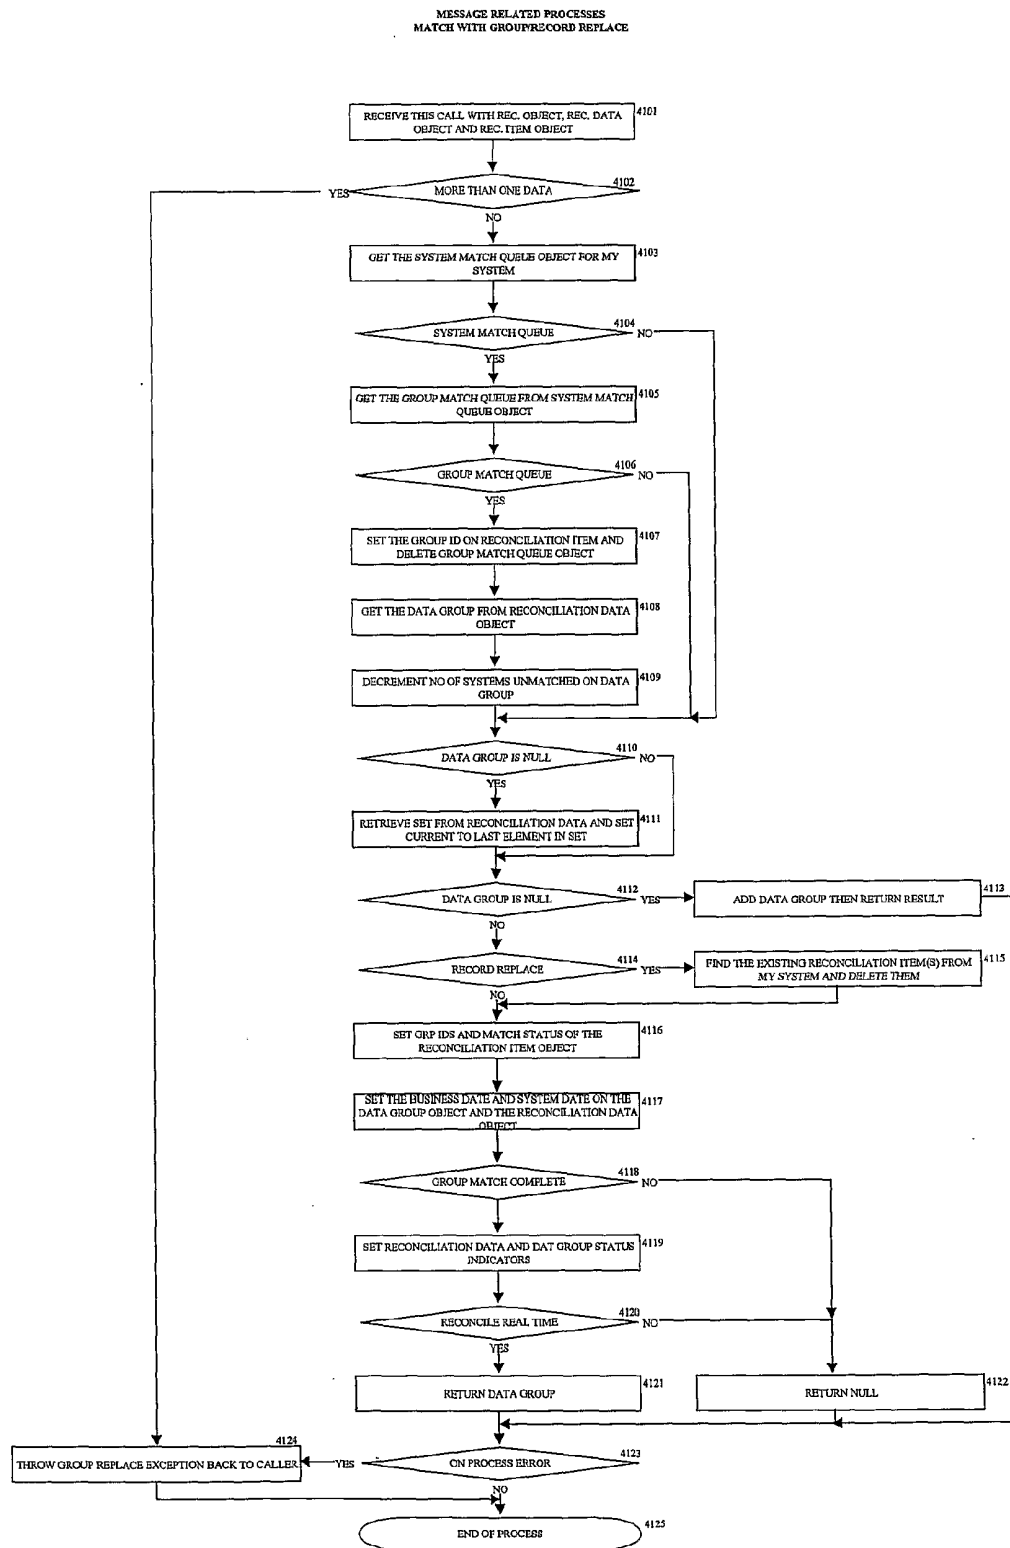 MESSAGE RELATED PROCESSES
MATCH WITH GROUP/RECORD REPLACE
RECEIVE THIS CALL WITH REC. OBJECT, REC. DATA
OBJECT AND REC. ITEM OBJECT
4101
MORE THAN ONE DATA
4102
YES
NO
GET THE SYSTEM MATCH QUEUE OBJECT FOR MY
SYSTEM
4103
SYSTEM MATCH QUEUE
4104
NO
YES
GET THE GROUP MATCH QUEUE FROM SYSTEM MATCH
QUEUE OBJECT
4105
GROUP MATCH QUEUE
4106
NO
YES
SET THE GROUP ID ON RECONCILIATION ITEM AND
DELETE GROUP MATCH QUEUE OBJECT
4107
GET THE DATA GROUP FROM RECONCILIATION DATA
OBJECT
4108
DECREMENT NO OF SYSTEMS UNMATCHED ON DATA
GROUP
4109
DATA GROUP IS NULL
4110
NO
YES
RETRIEVE SET FROM RECONCILIATION DATA AND SET
CURRENT TO LAST ELEMENT IN SET
4111
DATA GROUP IS NULL
4112
YES
ADD DATA GROUP THEN RETURN RESULT
4113
NO
RECORD REPLACE
4114
YES
FIND THE EXISTING RECONCILIATION ITEM(S) FROM
MY SYSTEM AND DELETE THEM
4115
NO
SET GRP IDS AND MATCH STATUS OF THE
RECONCILIATION ITEM OBJECT
4116
SET THE BUSINESS DATE AND SYSTEM DATE ON THE
DATA GROUP OBJECT AND THE RECONCILIATION DATA
OBJECT
4117
GROUP MATCH COMPLETE
4118
NO
SET RECONCILIATION DATA AND DAT GROUP STATUS
INDICATORS
4119
RECONCILE REAL TIME
4120
NO
YES
RETURN DATA GROUP
4121
RETURN NULL
4122
THROW GROUP REPLACE EXCEPTION BACK TO CALLER
4124
YES
ON PROCESS ERROR
4123
NO
END OF PROCESS
4125